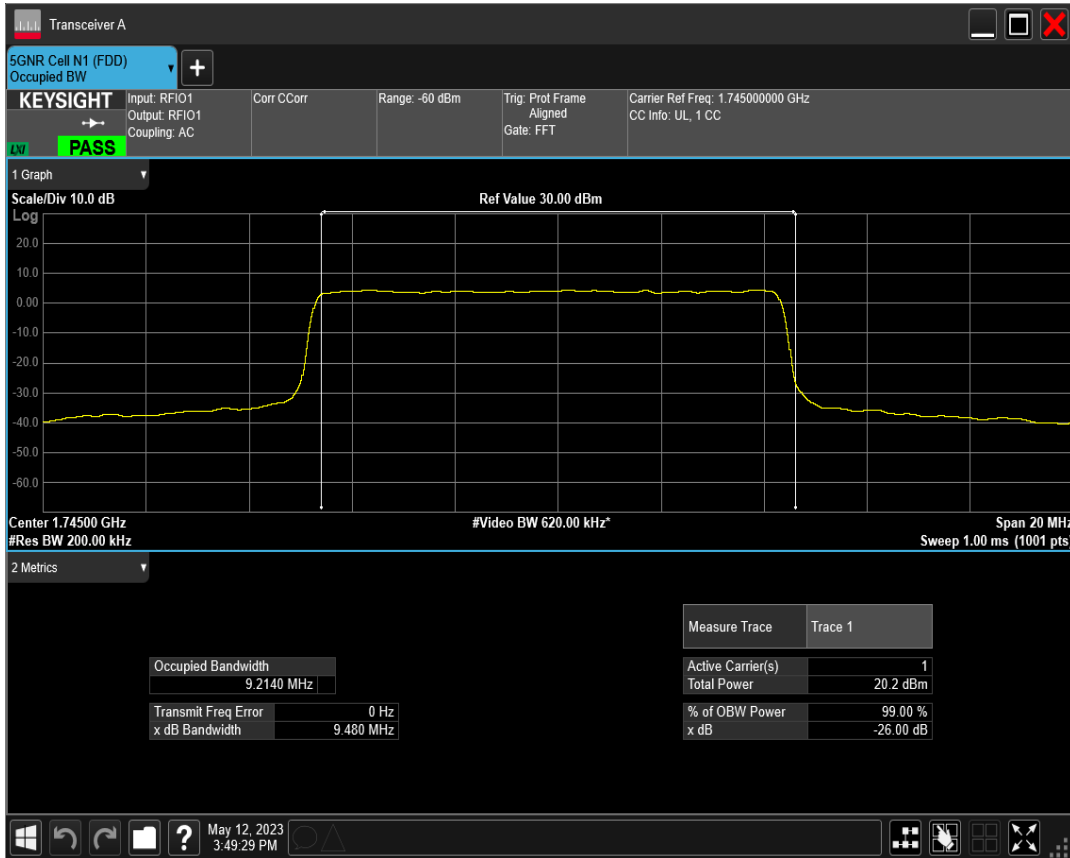 Transceiver A
5GNR Cell N1 (FDD)
Occupied BW
+
KEYSIGHT
LXI
PASS
Input: RFIO1
Output: RFIO1
Coupling: AC
Corr CCorr
Range: -60 dBm
Trig: Prot Frame
Aligned
Gate: FFT
Carrier Ref Freq: 1.745000000 GHz
CC Info: UL, 1 CC
1 Graph
Scale/Div 10.0 dB
Ref Value 30.00 dBm
Log
20.0
10.0
0.00
-10.0
-20.0
-30.0
-40.0
-50.0
-60.0
Center 1.74500 GHz
#Video BW 620.00 kHz*
Span 20 MHz
#Res BW 200.00 kHz
Sweep 1.00 ms (1001 pts)
2 Metrics
Measure Trace Trace 1
Occupied Bandwidth
9.2140 MHz
Transmit Freq Error 0 Hz
x dB Bandwidth 9.480 MHz
Active Carrier(s) 1
Total Power 20.2 dBm
% of OBW Power 99.00 %
x dB -26.00 dB
?
May 12, 2023
3:49:29 PM